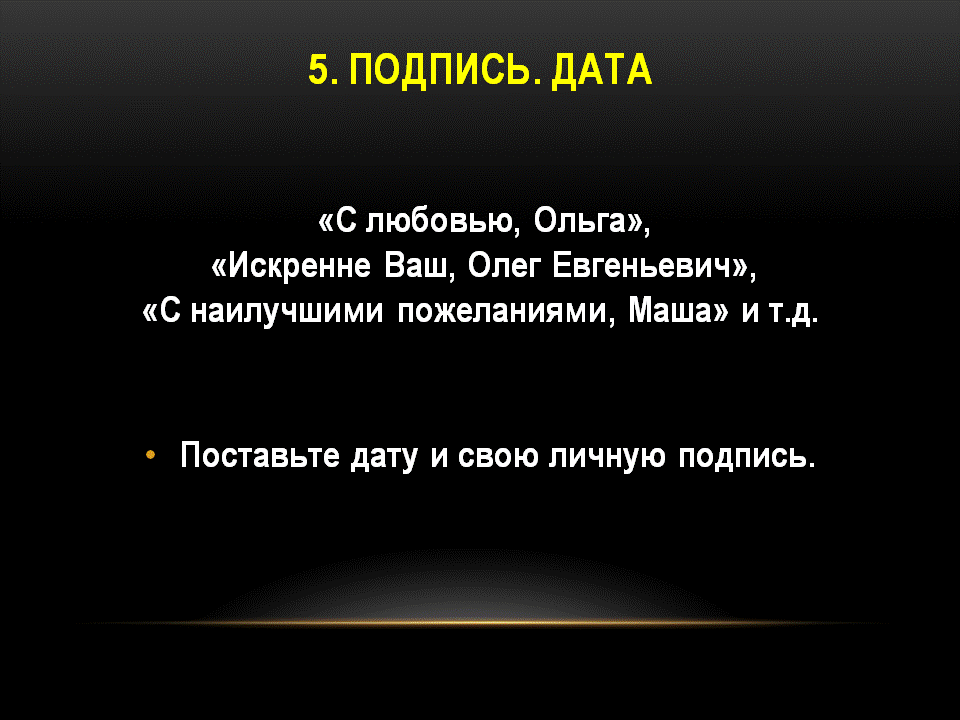 5. ПОДПИСЬ. ДАТА
«С любовью, Ольга»,
«Искренне Ваш, Олег Евгеньевич»,
«С наилучшими пожеланиями, Маша» и т.д.
• Поставьте дату и свою личную подпись.